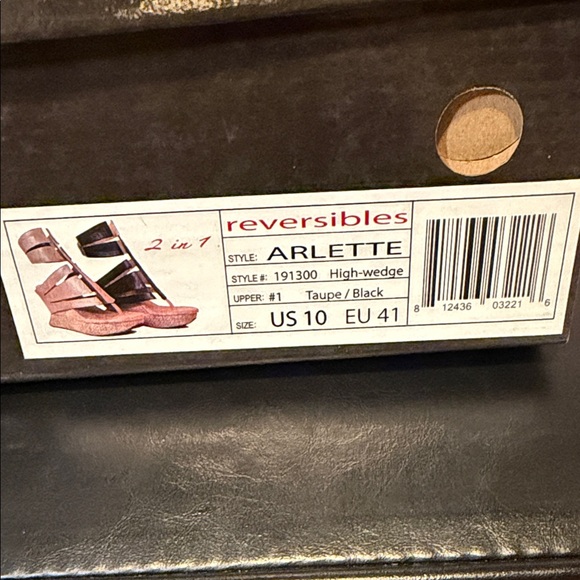 2 in 1
reversibles
STYLE: ARLETTE
STYLE #: 191300 High-wedge
UPPER: #1 Taupe / Black
SIZE: US 10 EU 41
8 12436 03221 6